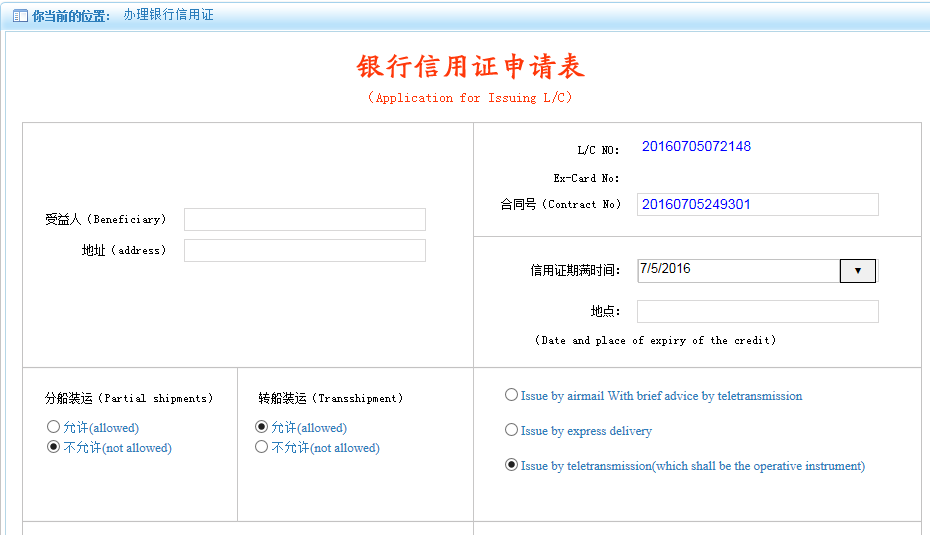 你当前的位置： 办理银行信用证
银行信用证申请表
（Application for Issuing L/C）
L/C NO： 20160705072148
Ex-Card No：
合同号（Contract No） 20160705249301
受益人（Beneficiary）
地址（address）
信用证期满时间： 7/5/2016
地点：
（Date and place of expiry of the credit）
分船装运（Partial shipments）
允许(allowed)
不允许(not allowed)
转船装运（Transshipment）
允许(allowed)
不允许(not allowed)
Issue by airmail With brief advice by teletransmission
Issue by express delivery
Issue by teletransmission(which shall be the operative instrument)